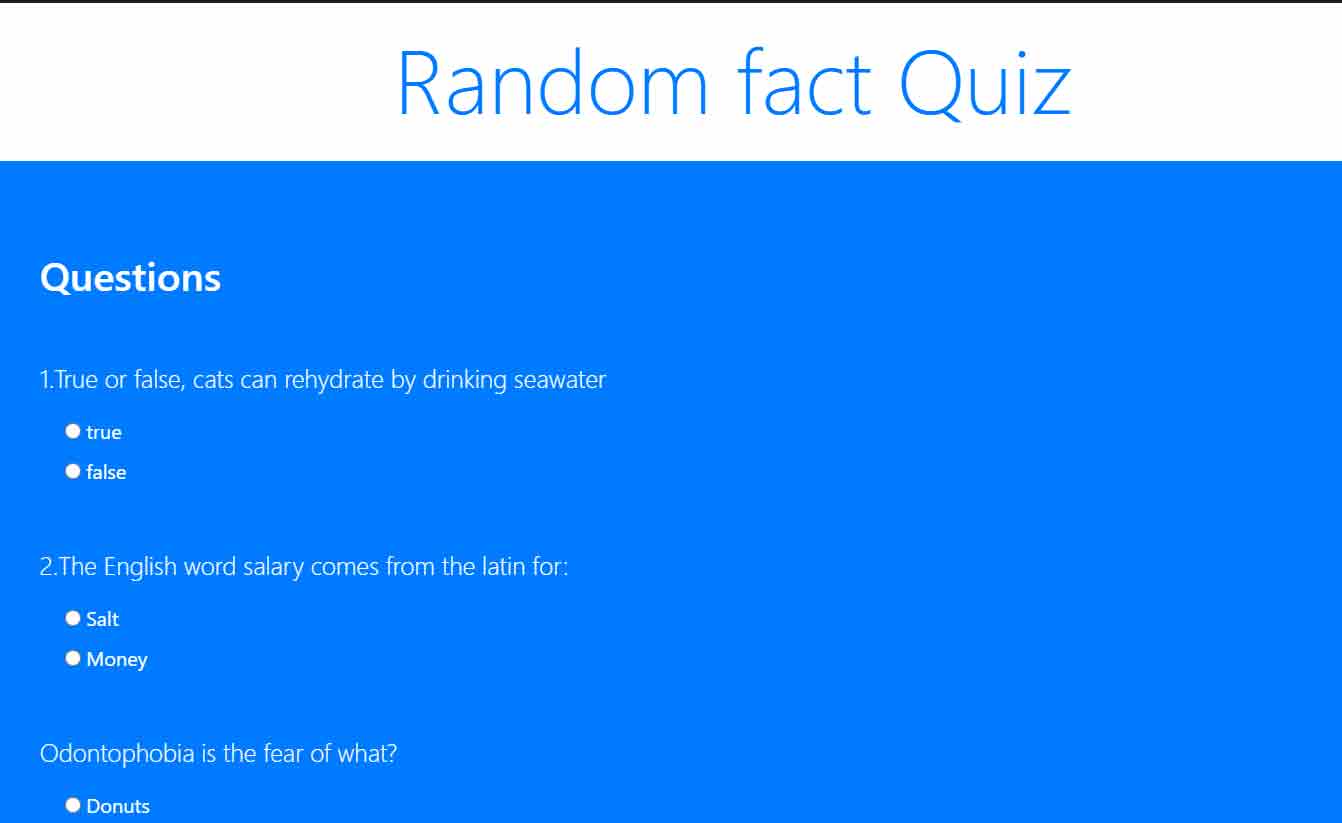 Random fact Quiz
Questions
1.True or false, cats can rehydrate by drinking seawater
true
false
2.The English word salary comes from the latin for:
Salt
Money
Odontophobia is the fear of what?
Donuts